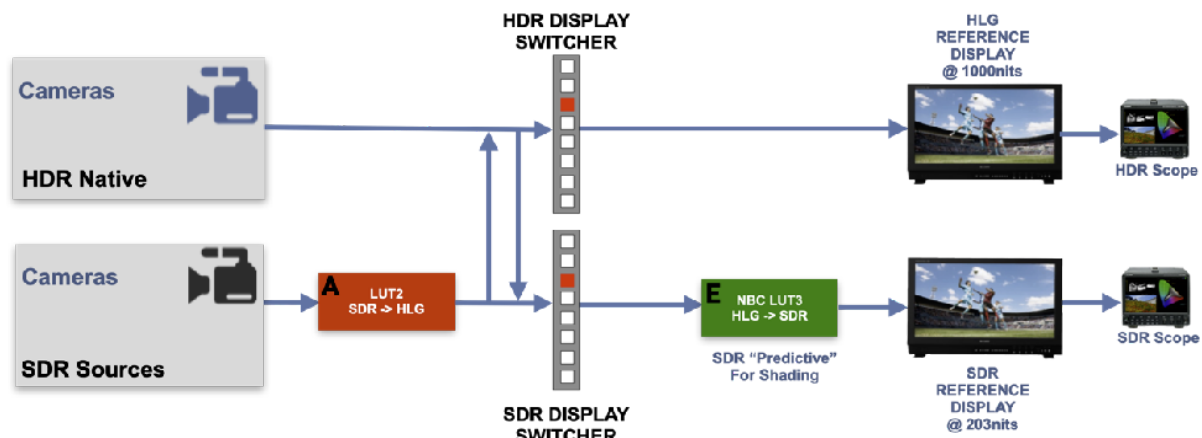 HDR DISPLAY
SWITCHER
HLG
REFERENCE
DISPLAY
@ 1000nits
Cameras
HDR Native
HDR Scope
Cameras
SDR Sources
A
LUT2
SDR -> HLG
E
NBC LUT3
HLG -> SDR
SDR “Predictive”
For Shading
SDR Scope
SDR
REFERENCE
DISPLAY
@ 203nits
SDR DISPLAY
SWITCHER